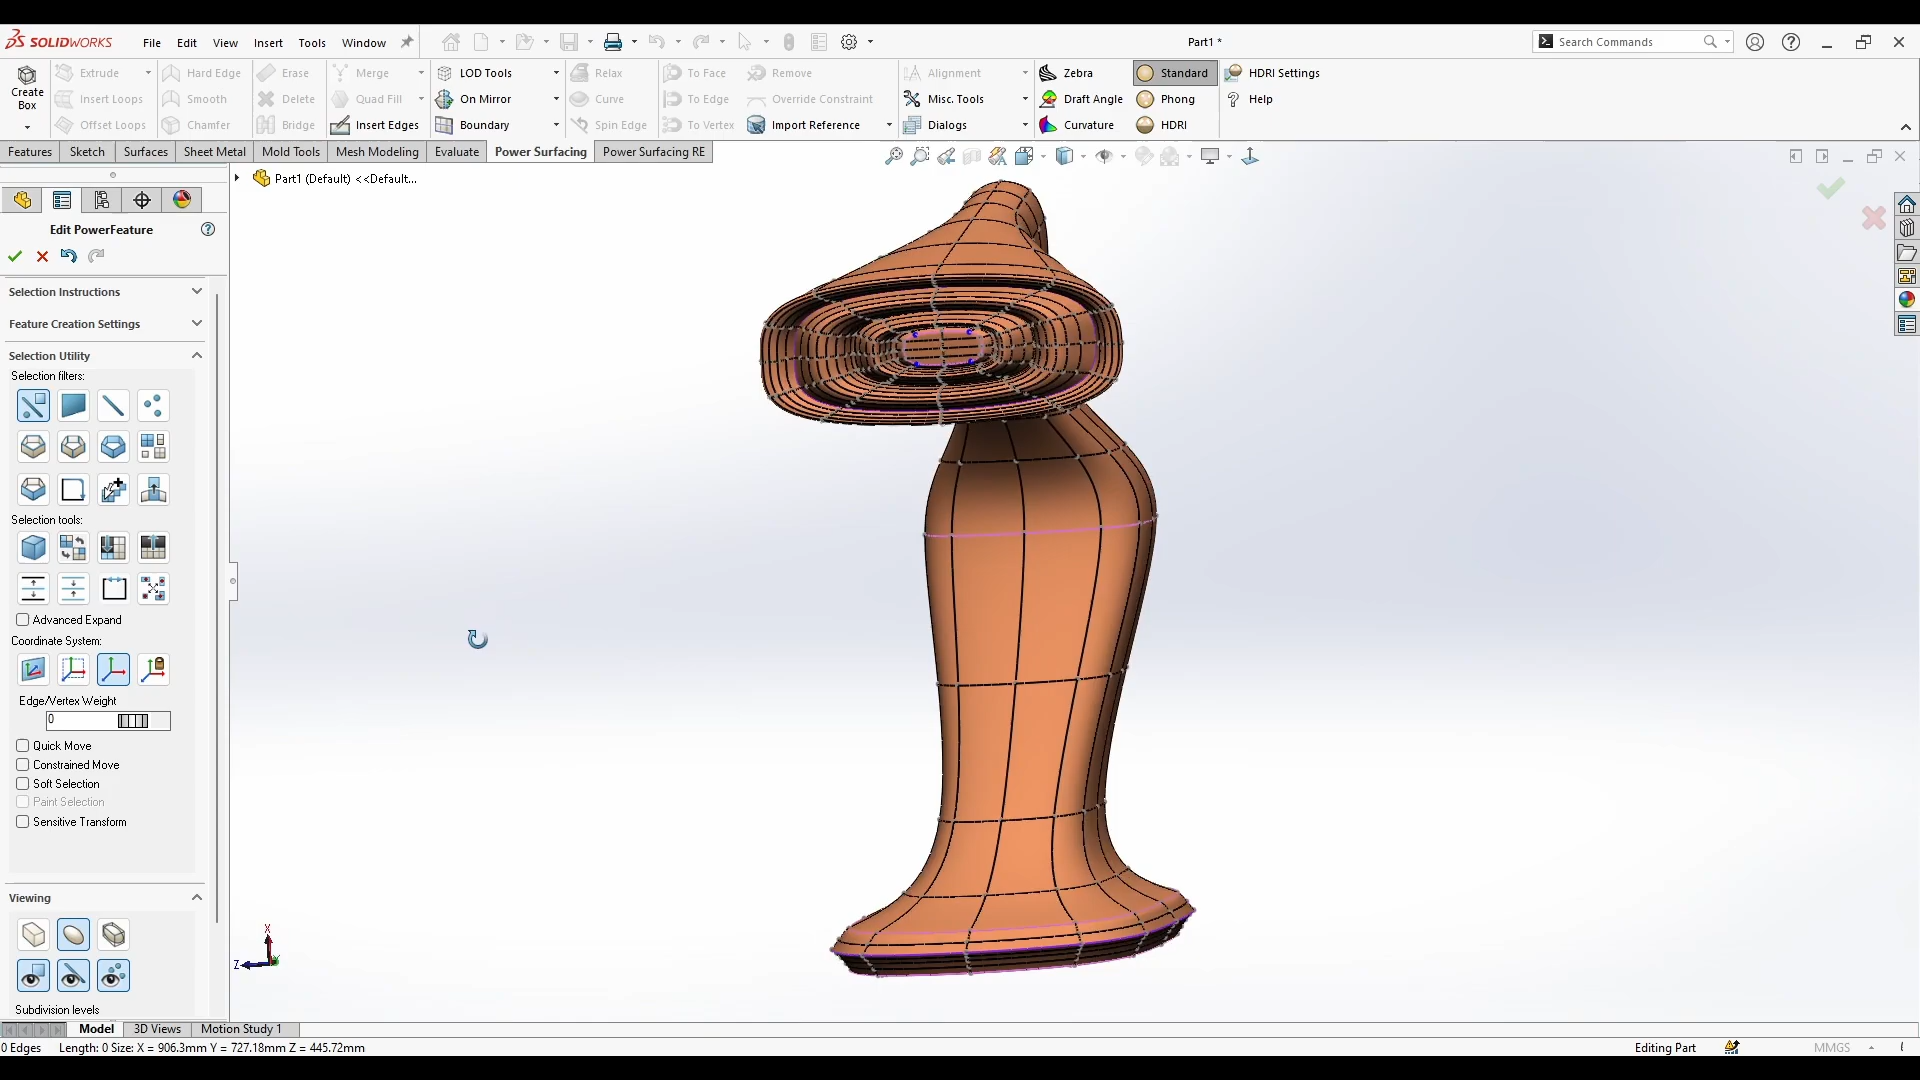 SOLIDWORKS File Edit View Insert Tools Window Part1 * Search Commands
Create Box
Extrude Hard Edge Erase Merge LOD Tools Relax To Face Remove Alignment Zebra Standard HDRI Settings
Insert Loops Smooth Delete Quad Fill On Mirror Curve To Edge Override Constraint Misc. Tools Draft Angle Phong Help
Offset Loops Chamfer Bridge Insert Edges Boundary Spin Edge To Vertex Import Reference Dialogs Curvature HDRI
Features Sketch Surfaces Sheet Metal Mold Tools Mesh Modeling Evaluate Power Surfacing Power Surfacing RE
Part1 (Default) <<Default...
Edit PowerFeature
Selection Instructions
Feature Creation Settings
Selection Utility
Selection filters:
Selection tools:
Advanced Expand
Coordinate System:
Edge/Vertex Weight
0
Quick Move
Constrained Move
Soft Selection
Paint Selection
Sensitive Transform
Viewing
X
Z
Subdivision levels
Model 3D Views Motion Study 1
0 Edges Length: 0 Size: X = 906.3mm Y = 727.18mm Z = 445.72mm Editing Part MMGS